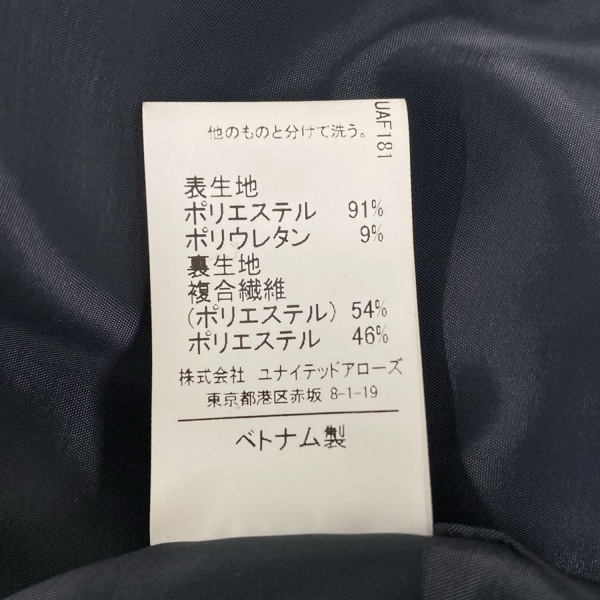 他のものと分けて洗う。
UAF181
表生地
ポリエステル 91%
ポリウレタン 9%
裏生地
複合繊維
(ポリエステル) 54%
ポリエステル 46%
株式会社 ユナイテッドアローズ
東京都港区赤坂 8-1-19
ベトナム製